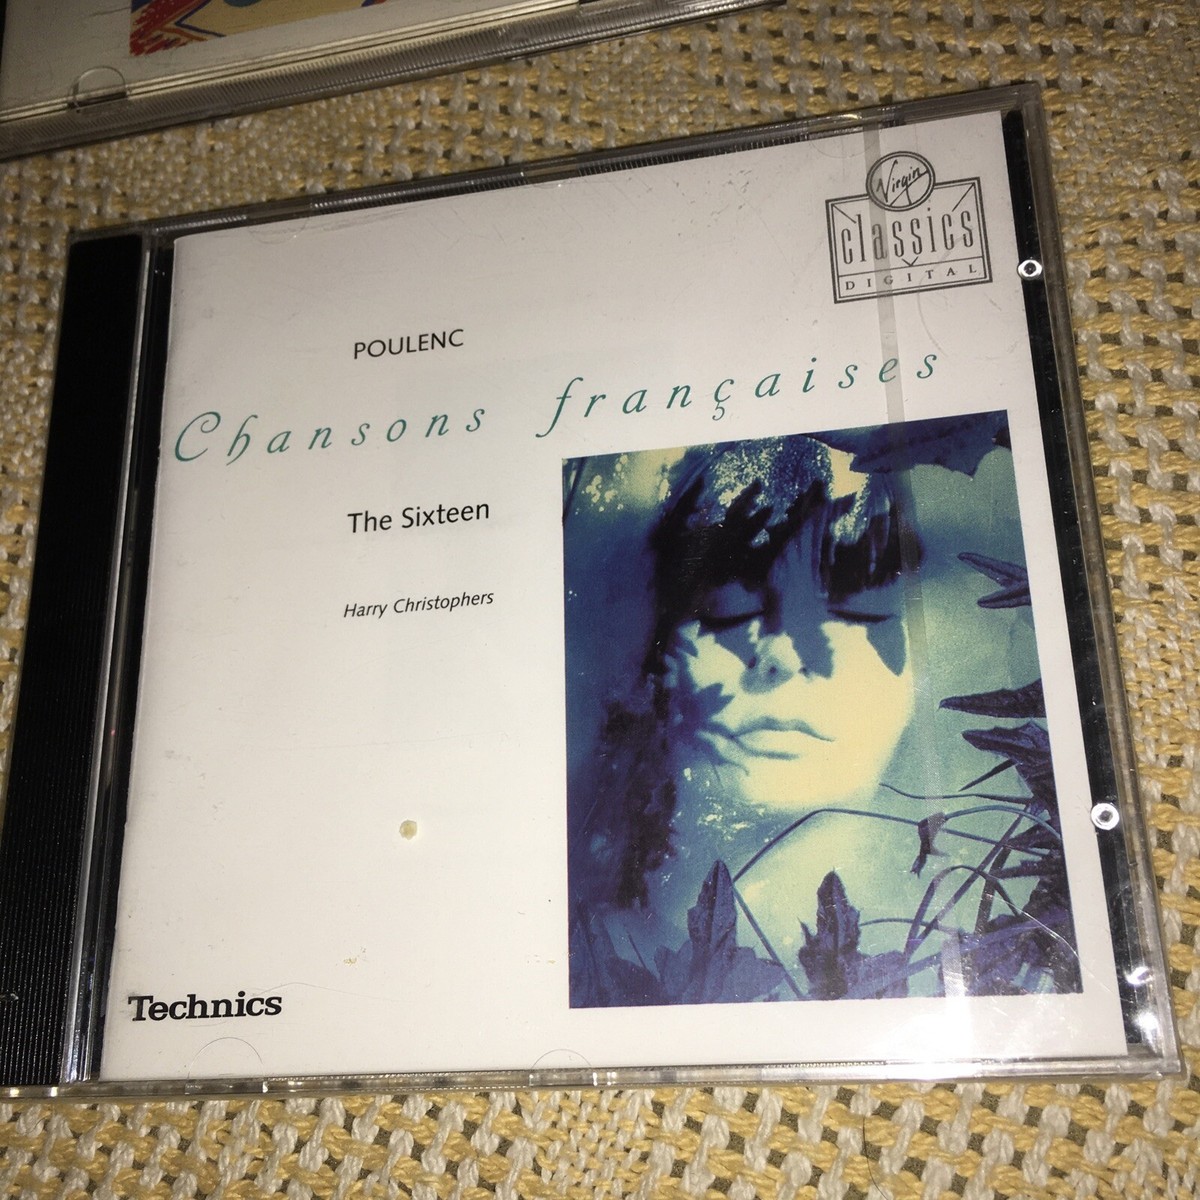 Virgin
classics
DIGITAL
POULENC
Chansons françaises
The Sixteen
Harry Christophers
Technics